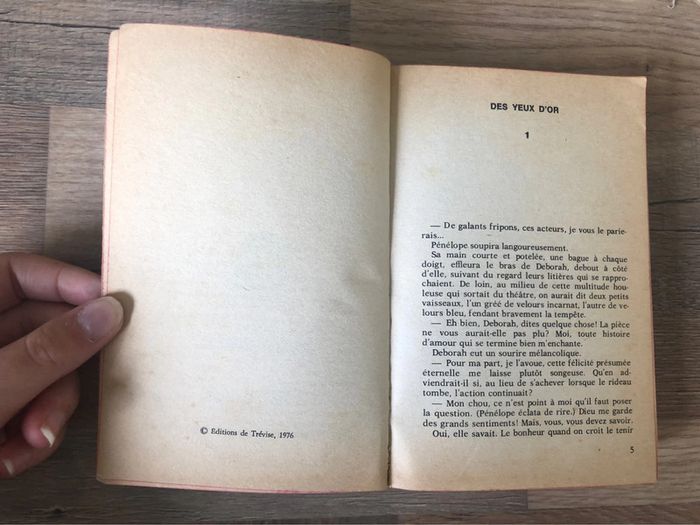 © Editions de Trévise, 1976
DES YEUX D'OR
1
— De galants fripons, ces acteurs, je vous le parie-
rais...
Pénélope soupira langoureusement.
Sa main courte et potelée, une bague à chaque
doigt, effleura le bras de Deborah, debout à côté
d'elle, suivant du regard leurs litières qui se rappro-
chaient. De loin, au milieu de cette multitude hou-
leuse qui sortait du théâtre, on aurait dit deux petits
vaisseaux, l'un gréé de velours incarnat, l'autre de ve-
lours bleu, fendant bravement la tempête.
— Eh bien, Deborah, dites quelque chose! La pièce
ne vous aurait-elle pas plu? Moi, toute histoire
d'amour qui se termine bien m'enchante.
Deborah eut un sourire mélancolique.
— Pour ma part, je l'avoue, cette félicité présumée
éternelle me laisse plutôt songeuse. Qu'en ad-
viendrait-il si, au lieu de s'achever lorsque le rideau
tombe, l'action continuait?
— Mon chou, ce n'est point à moi qu'il faut poser
la question. (Pénélope éclata de rire.) Dieu me garde
des grands sentiments! Mais, vous, vous devez savoir.
Oui, elle savait. Le bonheur quand on croit le tenir
5